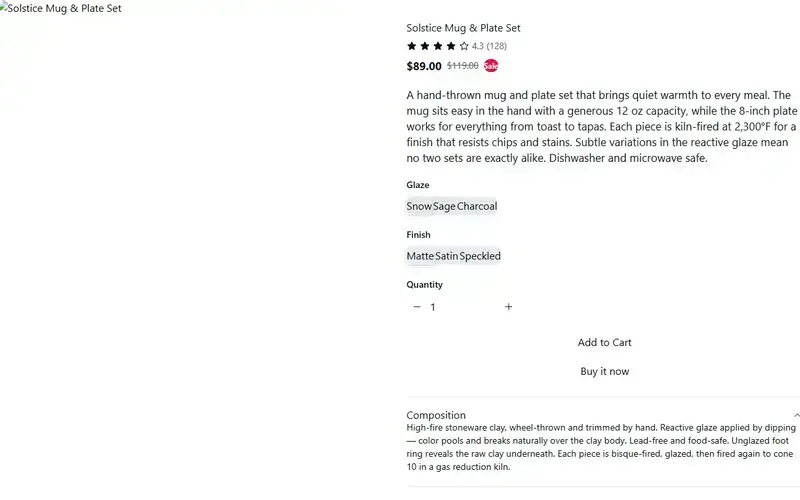 Solstice Mug & Plate Set
Solstice Mug & Plate Set
4.3 (128)
$89.00 $119.00 Sale
A hand-thrown mug and plate set that brings quiet warmth to every meal. The
mug sits easy in the hand with a generous 12 oz capacity, while the 8-inch plate
works for everything from toast to tapas. Each piece is kiln-fired at 2,300°F for a
finish that resists chips and stains. Subtle variations in the reactive glaze mean
no two sets are exactly alike. Dishwasher and microwave safe.
Glaze
Snow Sage Charcoal
Finish
Matte Satin Speckled
Quantity
− 1 +
Add to Cart
Buy it now
Composition
High-fire stoneware clay, wheel-thrown and trimmed by hand. Reactive glaze applied by dipping
— color pools and breaks naturally over the clay body. Lead-free and food-safe. Unglazed foot
ring reveals the raw clay underneath. Each piece is bisque-fired, glazed, then fired again to cone
10 in a gas reduction kiln.